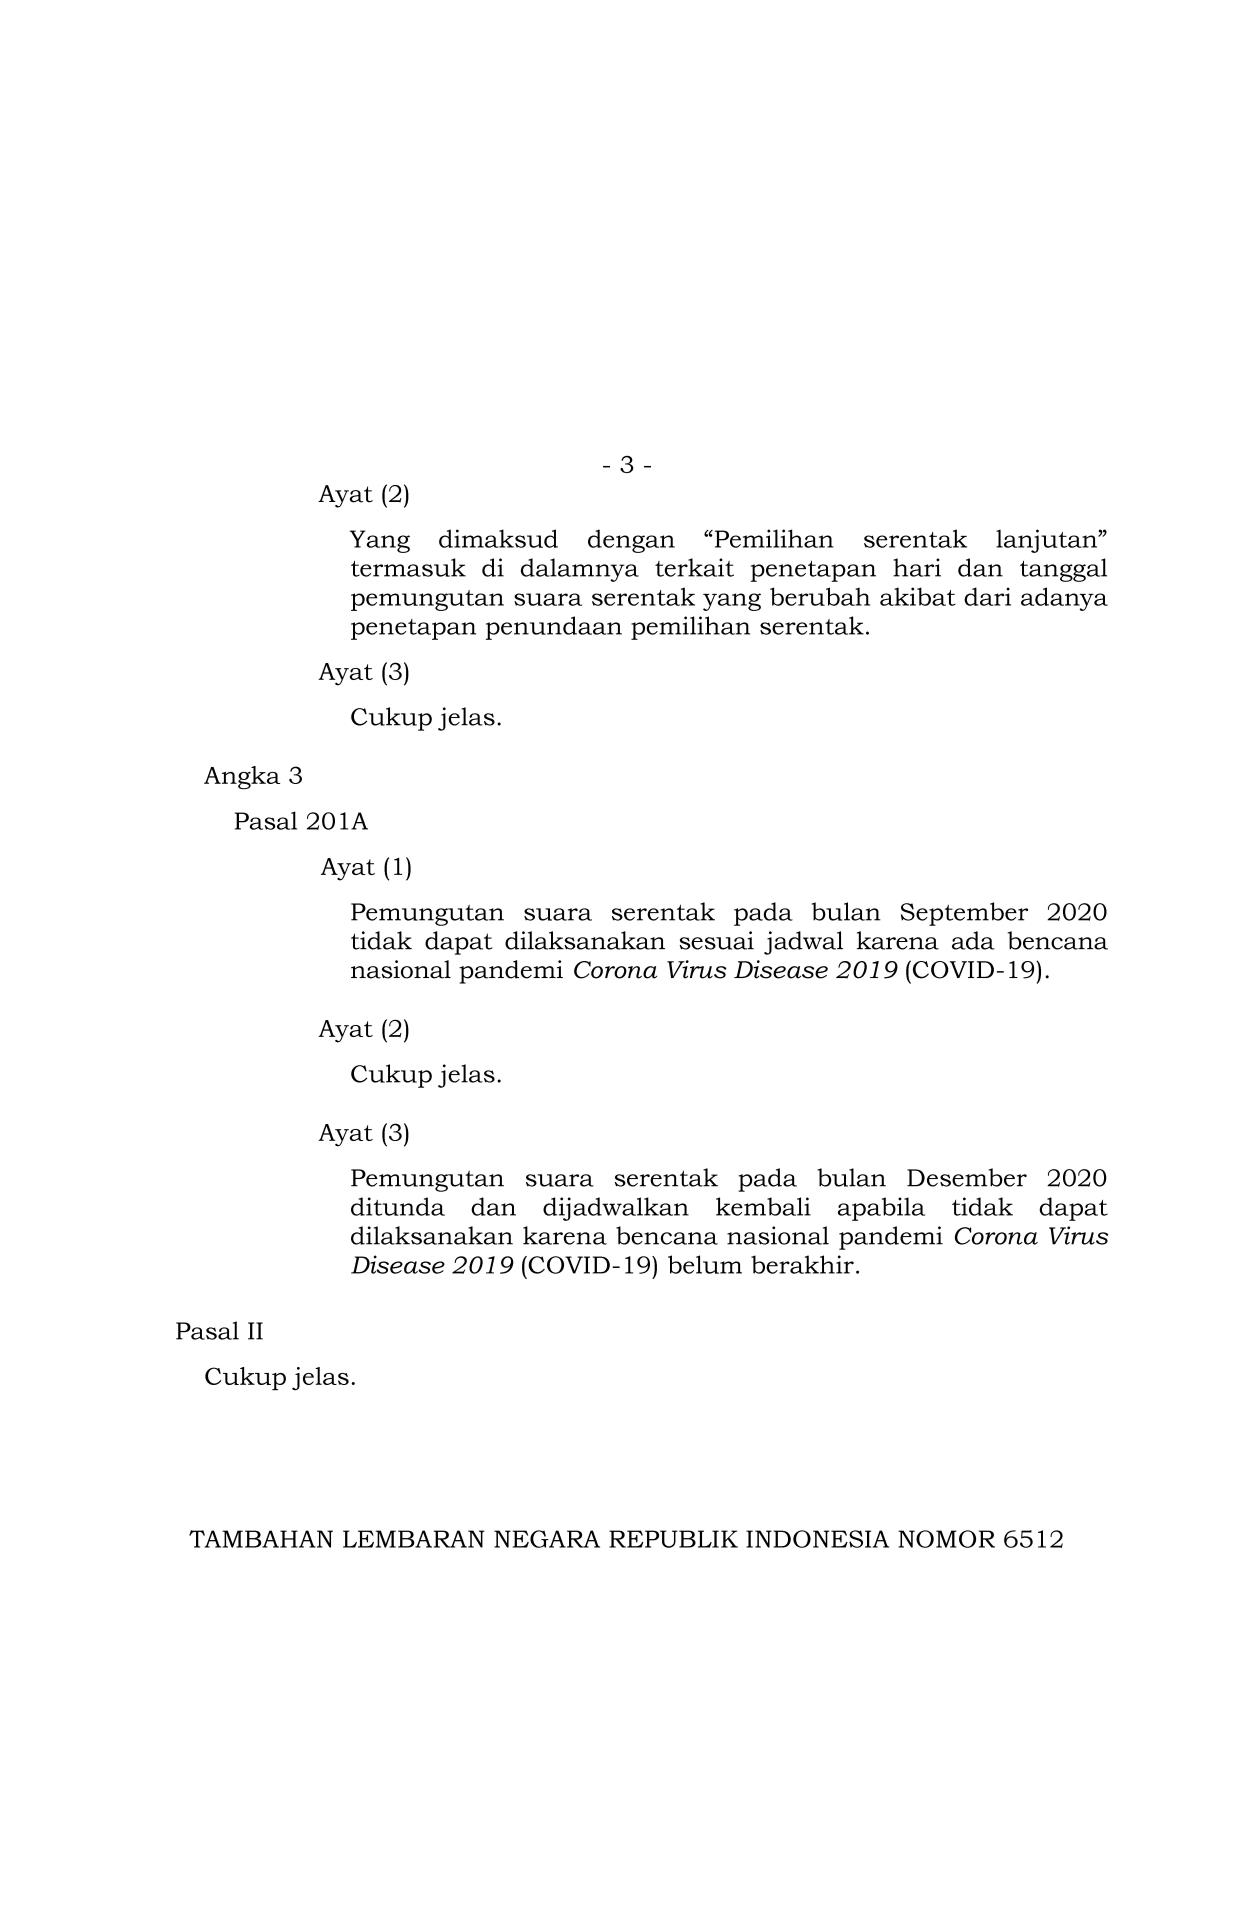 - 3 -
Ayat (2)
Yang dimaksud dengan “Pemilihan serentak lanjutan”
termasuk di dalamnya terkait penetapan hari dan tanggal
pemungutan suara serentak yang berubah akibat dari adanya
penetapan penundaan pemilihan serentak.
Ayat (3)
Cukup jelas.
Angka 3
Pasal 201A
Ayat (1)
Pemungutan suara serentak pada bulan September 2020
tidak dapat dilaksanakan sesuai jadwal karena ada bencana
nasional pandemi Corona Virus Disease 2019 (COVID-19).
Ayat (2)
Cukup jelas.
Ayat (3)
Pemungutan suara serentak pada bulan Desember 2020
ditunda dan dijadwalkan kembali apabila tidak dapat
dilaksanakan karena bencana nasional pandemi Corona Virus
Disease 2019 (COVID-19) belum berakhir.
Pasal II
Cukup jelas.
TAMBAHAN LEMBARAN NEGARA REPUBLIK INDONESIA NOMOR 6512